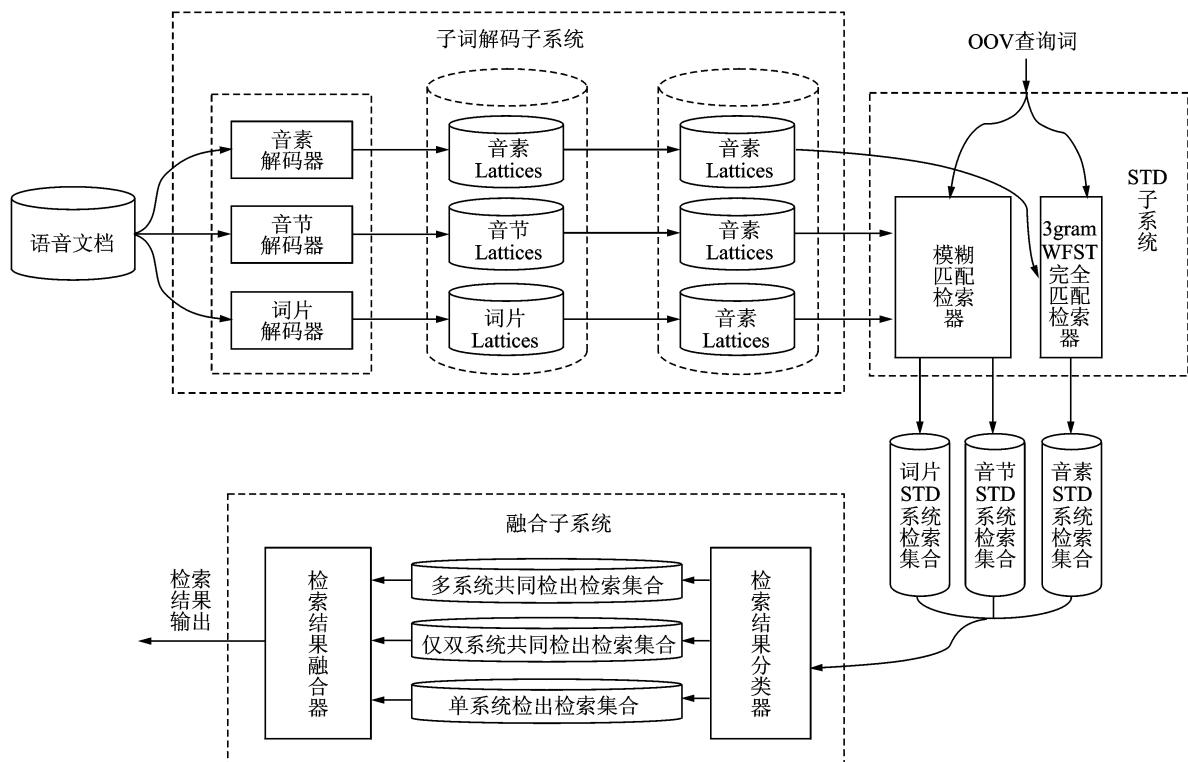 子词解码子系统
OOV查询词
音素
解码器
音素
Lattices
音素
Lattices
STD
子
系
统
语音文档
音节
解码器
音节
Lattices
音素
Lattices
模糊
匹配
检索
器
3gram
WFST
完全
匹配
检索
器
词片
解码器
词片
Lattices
音素
Lattices
词片
STD
系统
检索
集合
音节
STD
系统
检索
集合
音素
STD
系统
检索
集合
融合子系统
检索
结果
输出
检
索
结
果
融
合
器
多系统共同检出检索集合
仅双系统共同检出检索集合
单系统检出检索集合
检
索
结
果
分
类
器